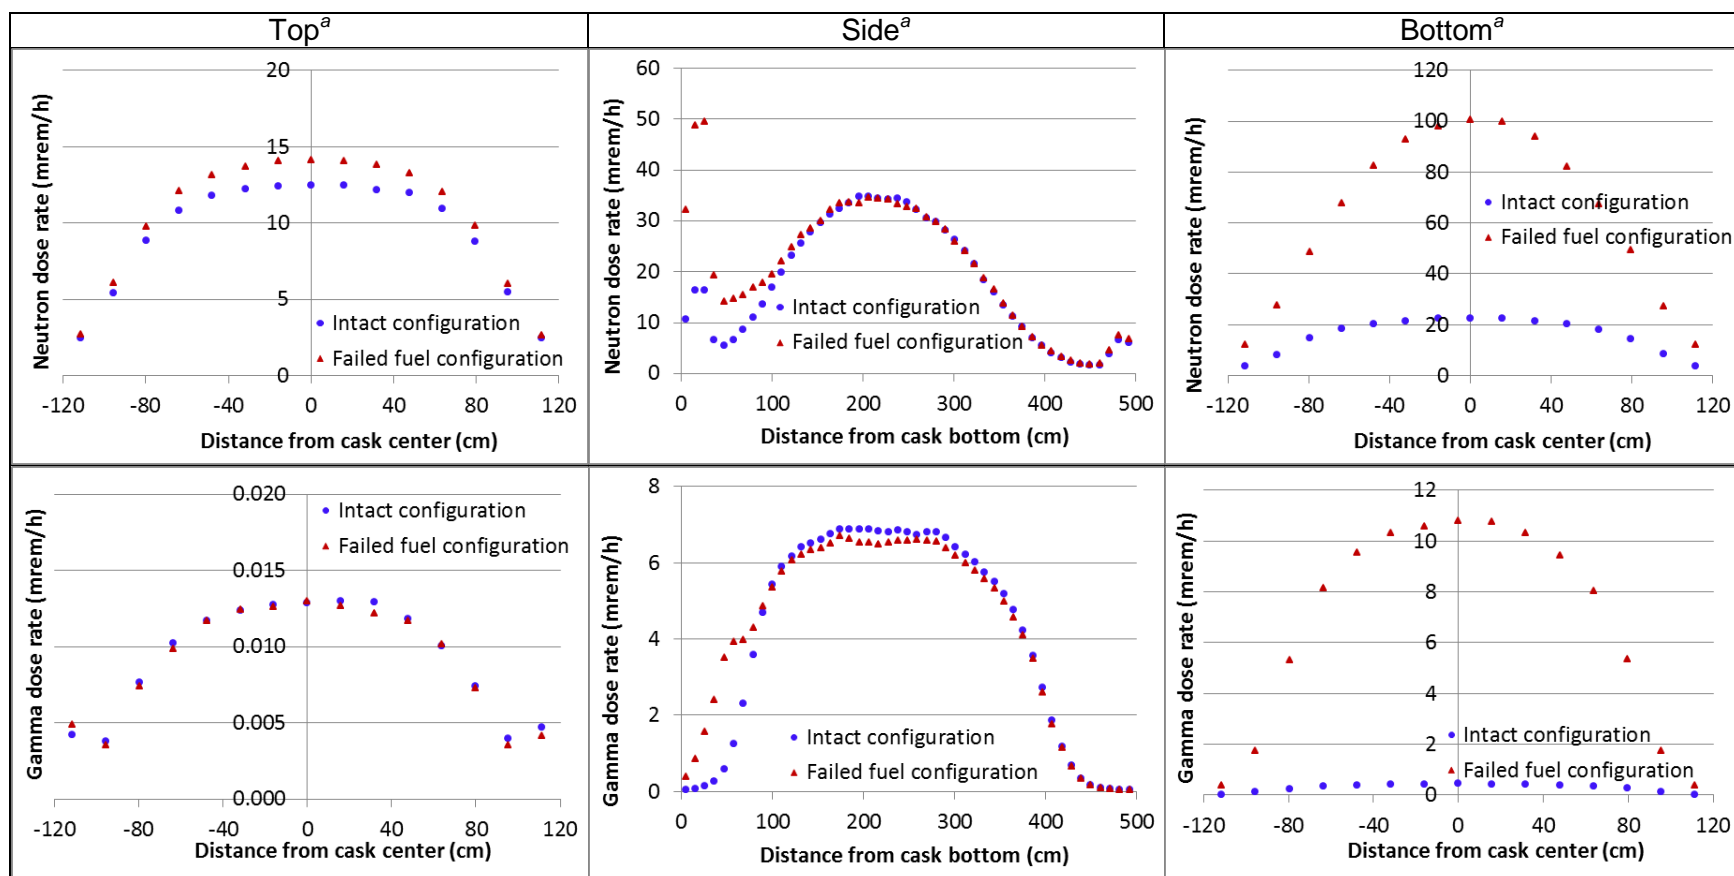 Topa
Sidea
Bottoma
Neutron dose rate (mrem/h)
20
15
10
5
0
-120 -80 -40 0 40 80 120
Distance from cask center (cm)
Intact configuration
Failed fuel configuration
Neutron dose rate (mrem/h)
60
50
40
30
20
10
0
0 100 200 300 400 500
Distance from cask bottom (cm)
Intact configuration
Failed fuel configuration
Neutron dose rate (mrem/h)
120
100
80
60
40
20
0
-120 -80 -40 0 40 80 120
Distance from cask center (cm)
Intact configuration
Failed fuel configuration
Gamma dose rate (mrem/h)
0.020
0.015
0.010
0.005
0.000
-120 -80 -40 0 40 80 120
Distance from cask center (cm)
Intact configuration
Failed fuel configuration
Gamma dose rate (mrem/h)
8
6
4
2
0
0 100 200 300 400 500
Distance from cask bottom (cm)
Intact configuration
Failed fuel configuration
Gamma dose rate (mrem/h)
12
10
8
6
4
2
0
-120 -80 -40 0 40 80 120
Distance from cask center (cm)
Intact configuration
Failed fuel configuration